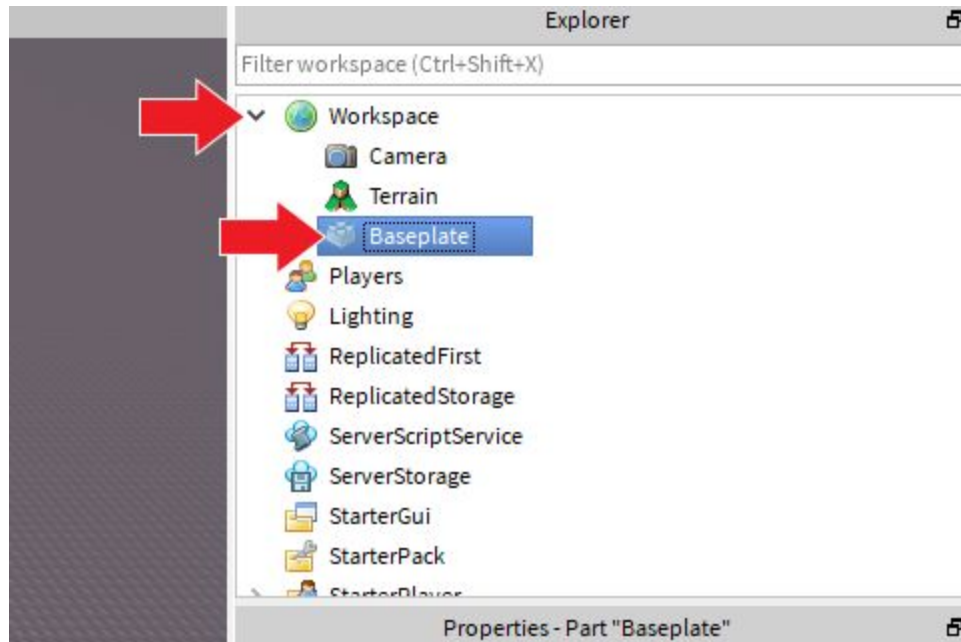 Explorer
Filter workspace (Ctrl+Shift+X)
Workspace
Camera
Terrain
Baseplate
Players
Lighting
ReplicatedFirst
ReplicatedStorage
ServerScriptService
ServerStorage
StarterGui
StarterPack
StarterPlayer
Properties - Part "Baseplate"